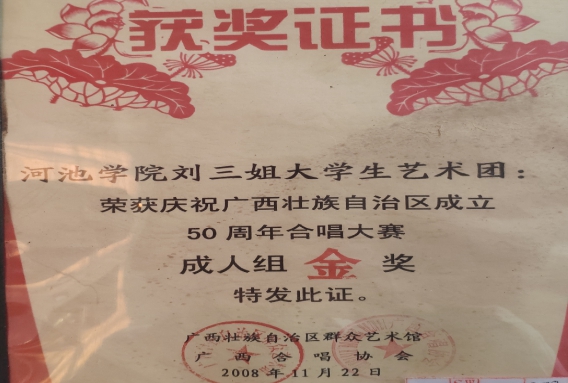 获奖证书
河池学院刘三姐大学生艺术团：
荣获庆祝广西壮族自治区成立
50周年合唱大赛
成人组 金 奖
特发此证。
广西壮族自治区群众艺术馆
广西合唱协会
2008年11月22日